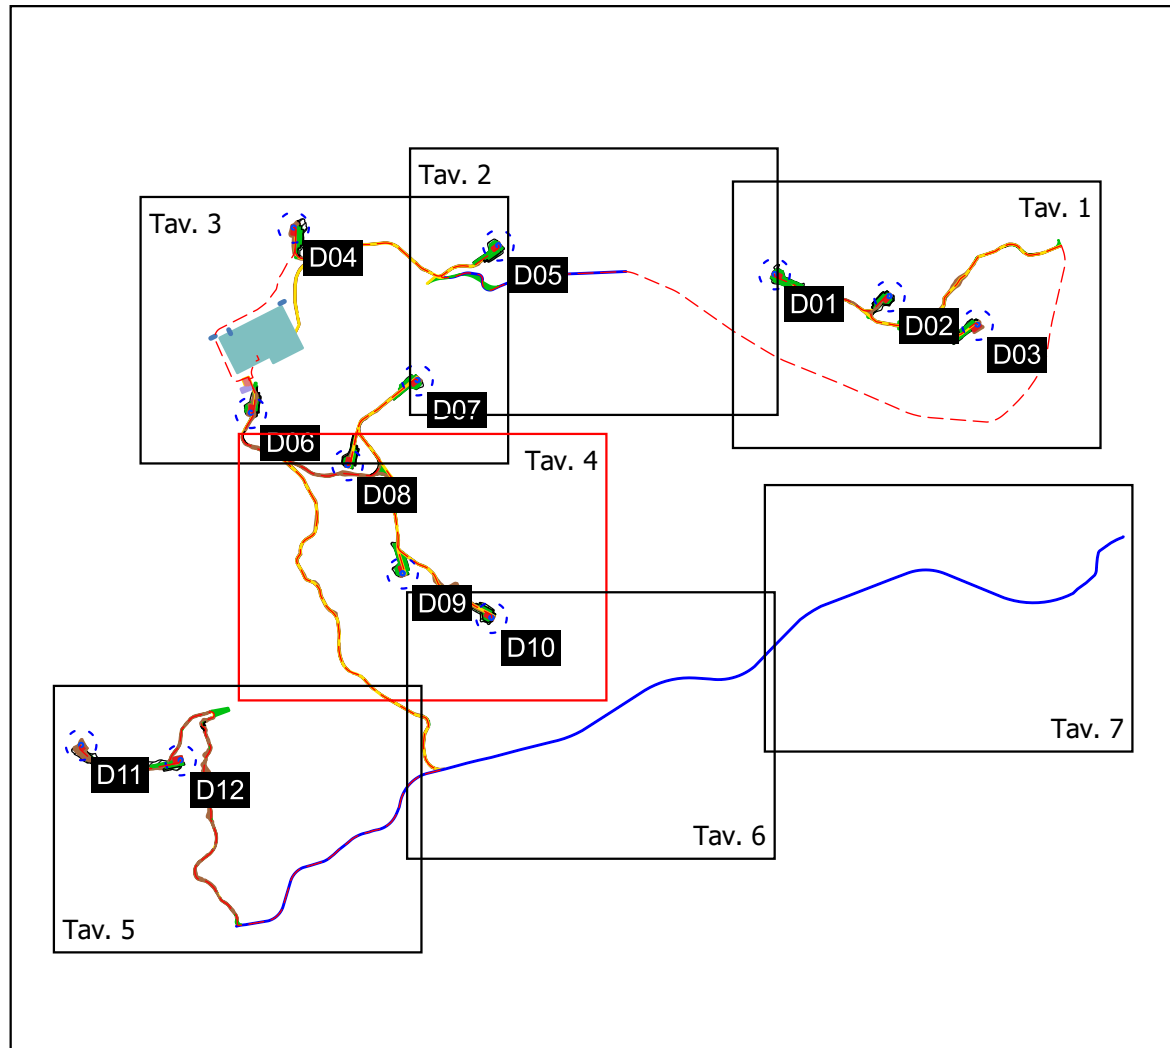 Tav. 2
Tav. 1
Tav. 3
D04
D05
D01
D02
D03
D07
D06
Tav. 4
D08
D09
D10
Tav. 7
D11
D12
Tav. 6
Tav. 5